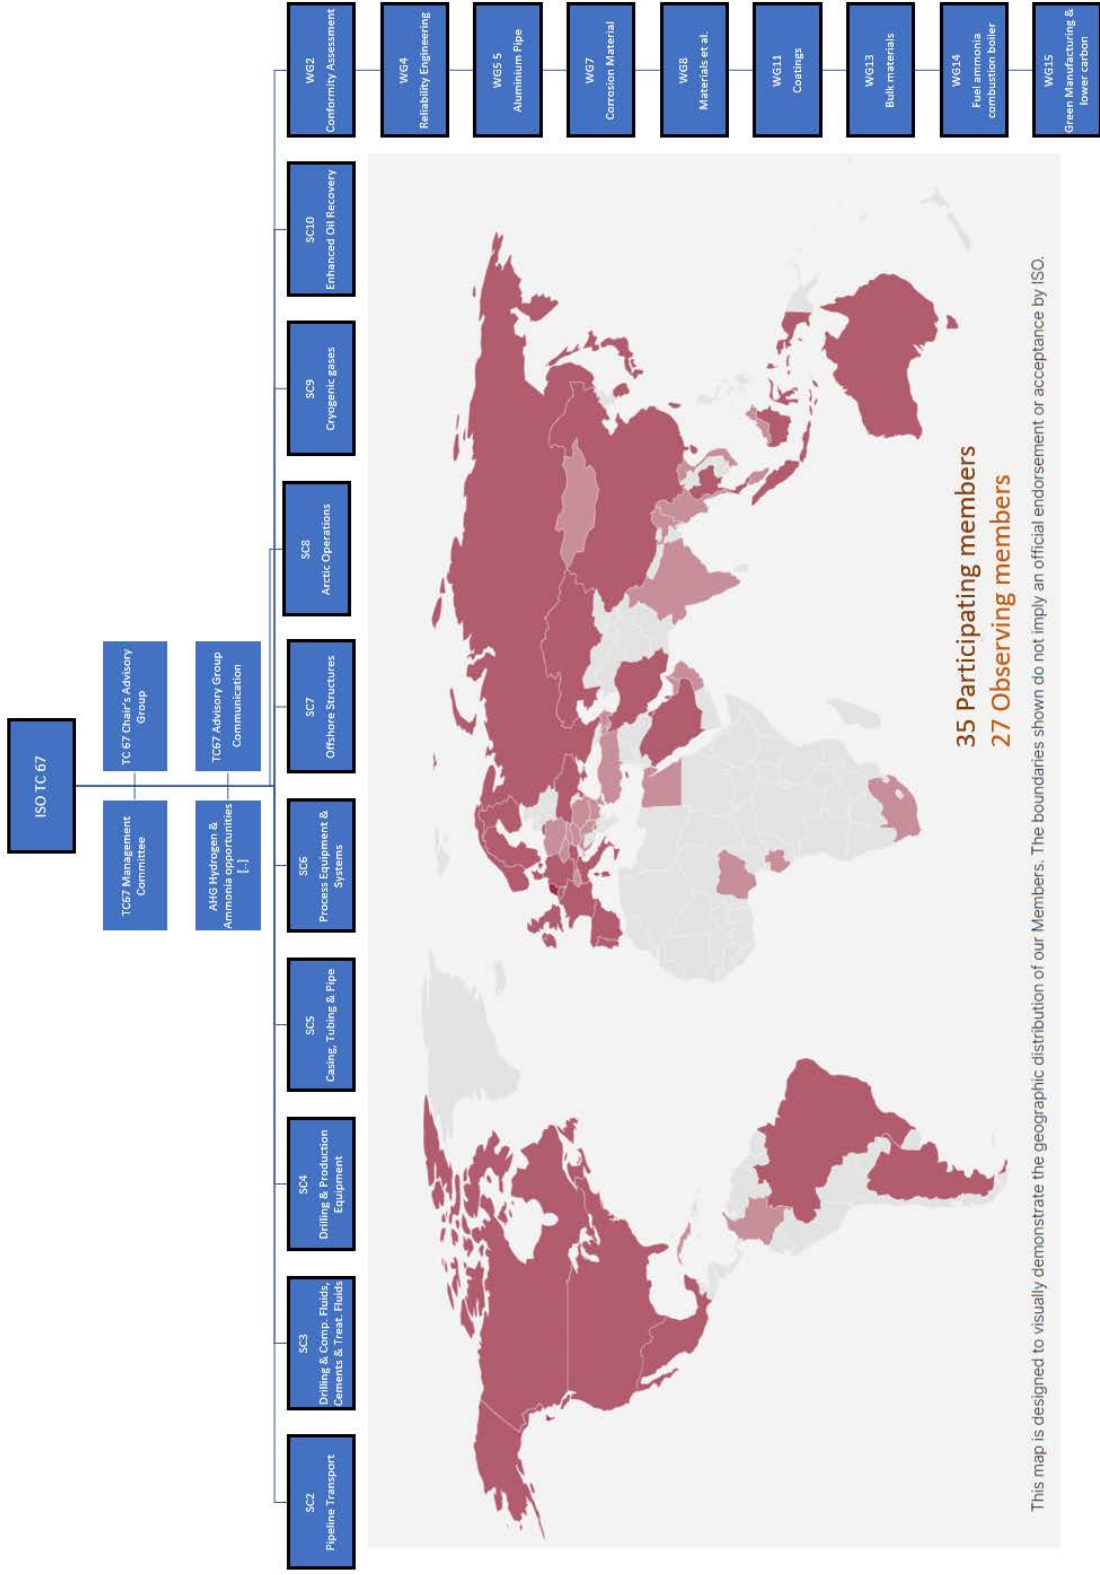 ISO TC 67
TC67 Management
Committee
TC 67 Chair's Advisory
Group
AHG Hydrogen &
Ammonia opportunities
[..]
TC67 Advisory Group
Communication
SC2
Pipeline Transport
SC3
Drilling & Comp. Fluids,
Cements & Treat. Fluids
SC4
Drilling & Production
Equipment
SC5
Casing, Tubing & Pipe
SC6
Process Equipment &
Systems
SC7
Offshore Structures
SC8
Arctic Operations
SC9
Cryogenic gases
SC10
Enhanced Oil Recovery
WG2
Conformity Assessment
WG4
Reliability Engineering
WG5 5
Aluminium Pipe
WG7
Corrosion Material
WG8
Materials et al.
WG11
Coatings
WG13
Bulk materials
WG14
Fuel ammonia
combustion boiler
WG15
Green Manufacturing &
lower carbon
35 Participating members
27 Observing members
This map is designed to visually demonstrate the geographic distribution of our Members. The boundaries shown do not imply an official endorsement or acceptance by ISO.